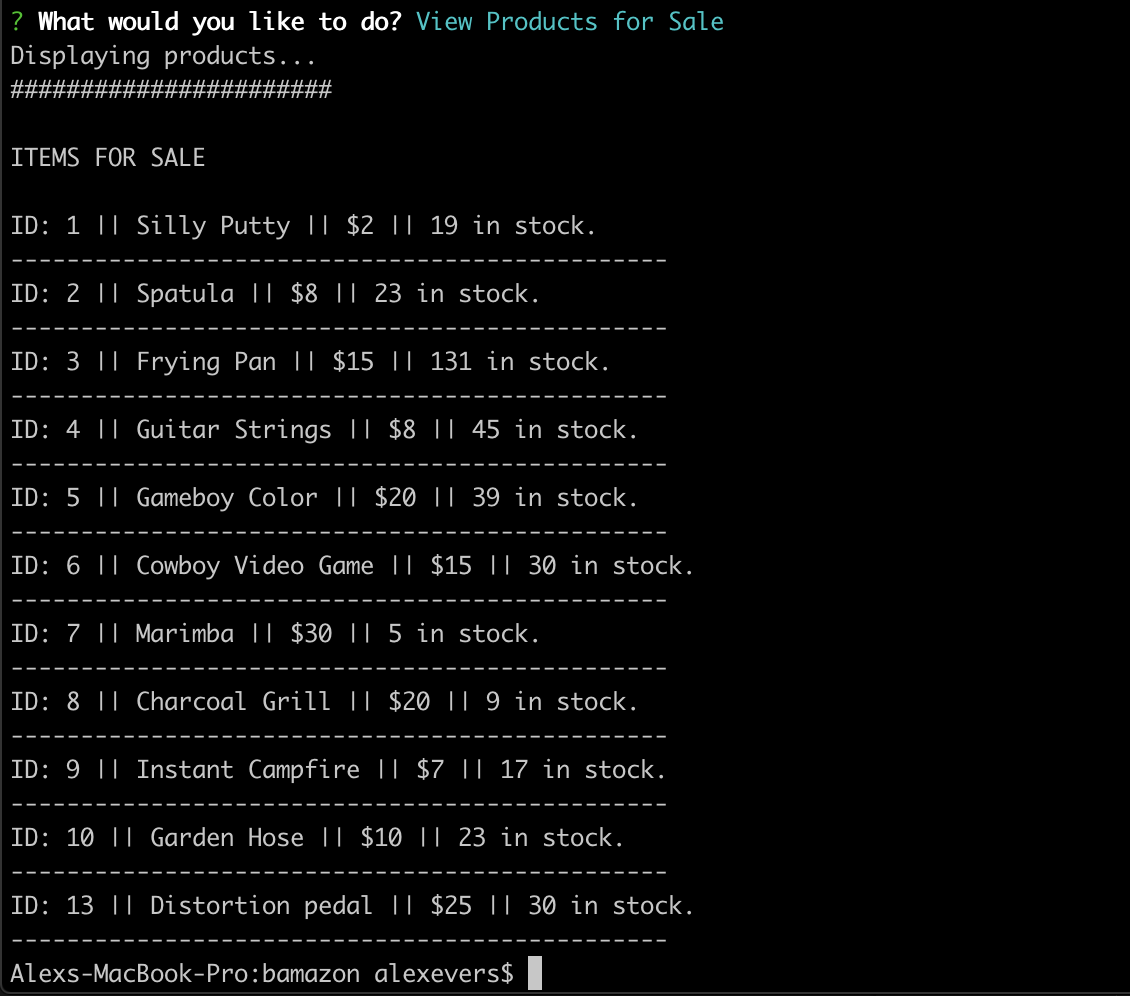 ? What would you like to do? View Products for Sale
Displaying products...
#######################

ITEMS FOR SALE

ID: 1 || Silly Putty || $2 || 19 in stock.
-----------------------------------------------
ID: 2 || Spatula || $8 || 23 in stock.
-----------------------------------------------
ID: 3 || Frying Pan || $15 || 131 in stock.
-----------------------------------------------
ID: 4 || Guitar Strings || $8 || 45 in stock.
-----------------------------------------------
ID: 5 || Gameboy Color || $20 || 39 in stock.
-----------------------------------------------
ID: 6 || Cowboy Video Game || $15 || 30 in stock.
-----------------------------------------------
ID: 7 || Marimba || $30 || 5 in stock.
-----------------------------------------------
ID: 8 || Charcoal Grill || $20 || 9 in stock.
-----------------------------------------------
ID: 9 || Instant Campfire || $7 || 17 in stock.
-----------------------------------------------
ID: 10 || Garden Hose || $10 || 23 in stock.
-----------------------------------------------
ID: 13 || Distortion pedal || $25 || 30 in stock.
-----------------------------------------------
Alexs-MacBook-Pro:bamazon alexevers$